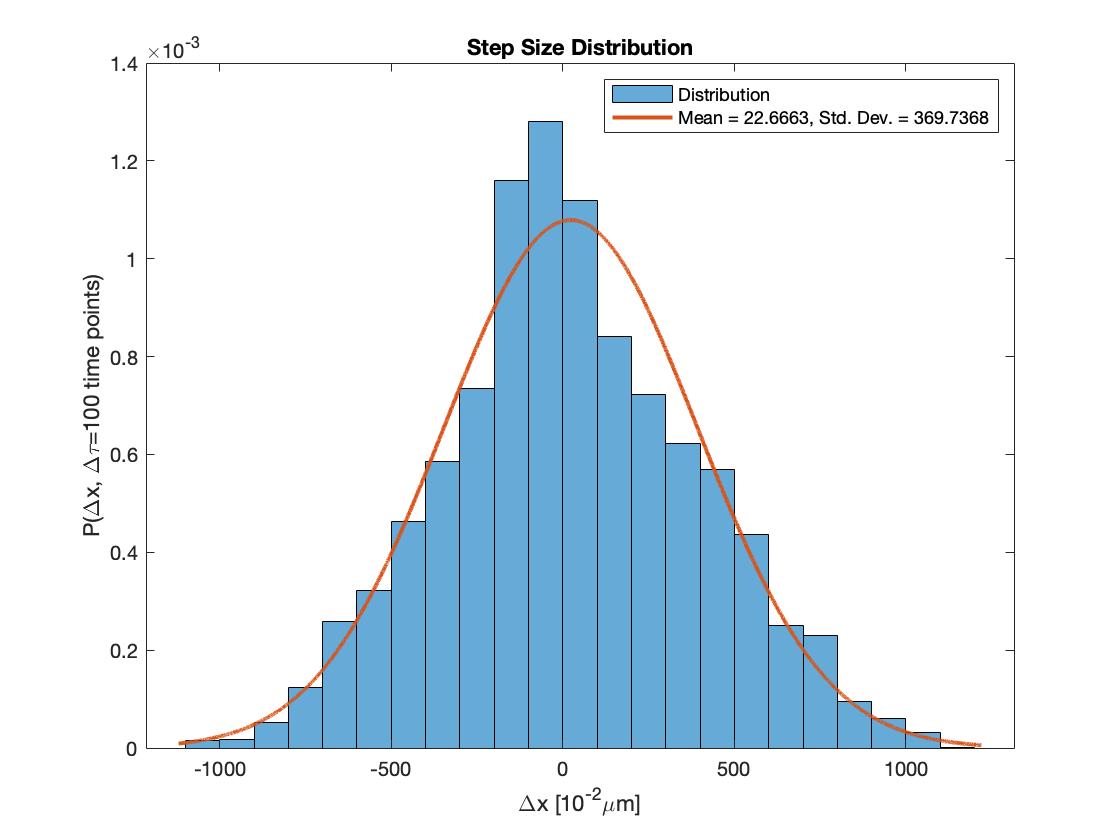 Step Size Distribution
×10⁻³
1.4
1.2
1
0.8
0.6
0.4
0.2
0
P(Δx, Δτ=100 time points)
Distribution
Mean = 22.6663, Std. Dev. = 369.7368
-1000 -500 0 500 1000
Δx [10⁻²μm]